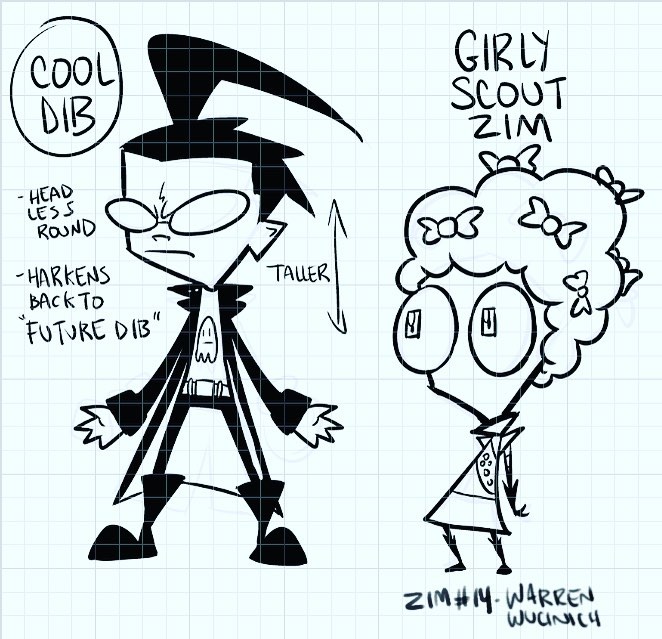 COOL
DIB
- HEAD
LESS
ROUND
- HARKENS
BACK TO
"FUTURE DIB"
TALLER
GIRLY
SCOUT
ZIM
ZIM #14 - WARREN
WUCINICH